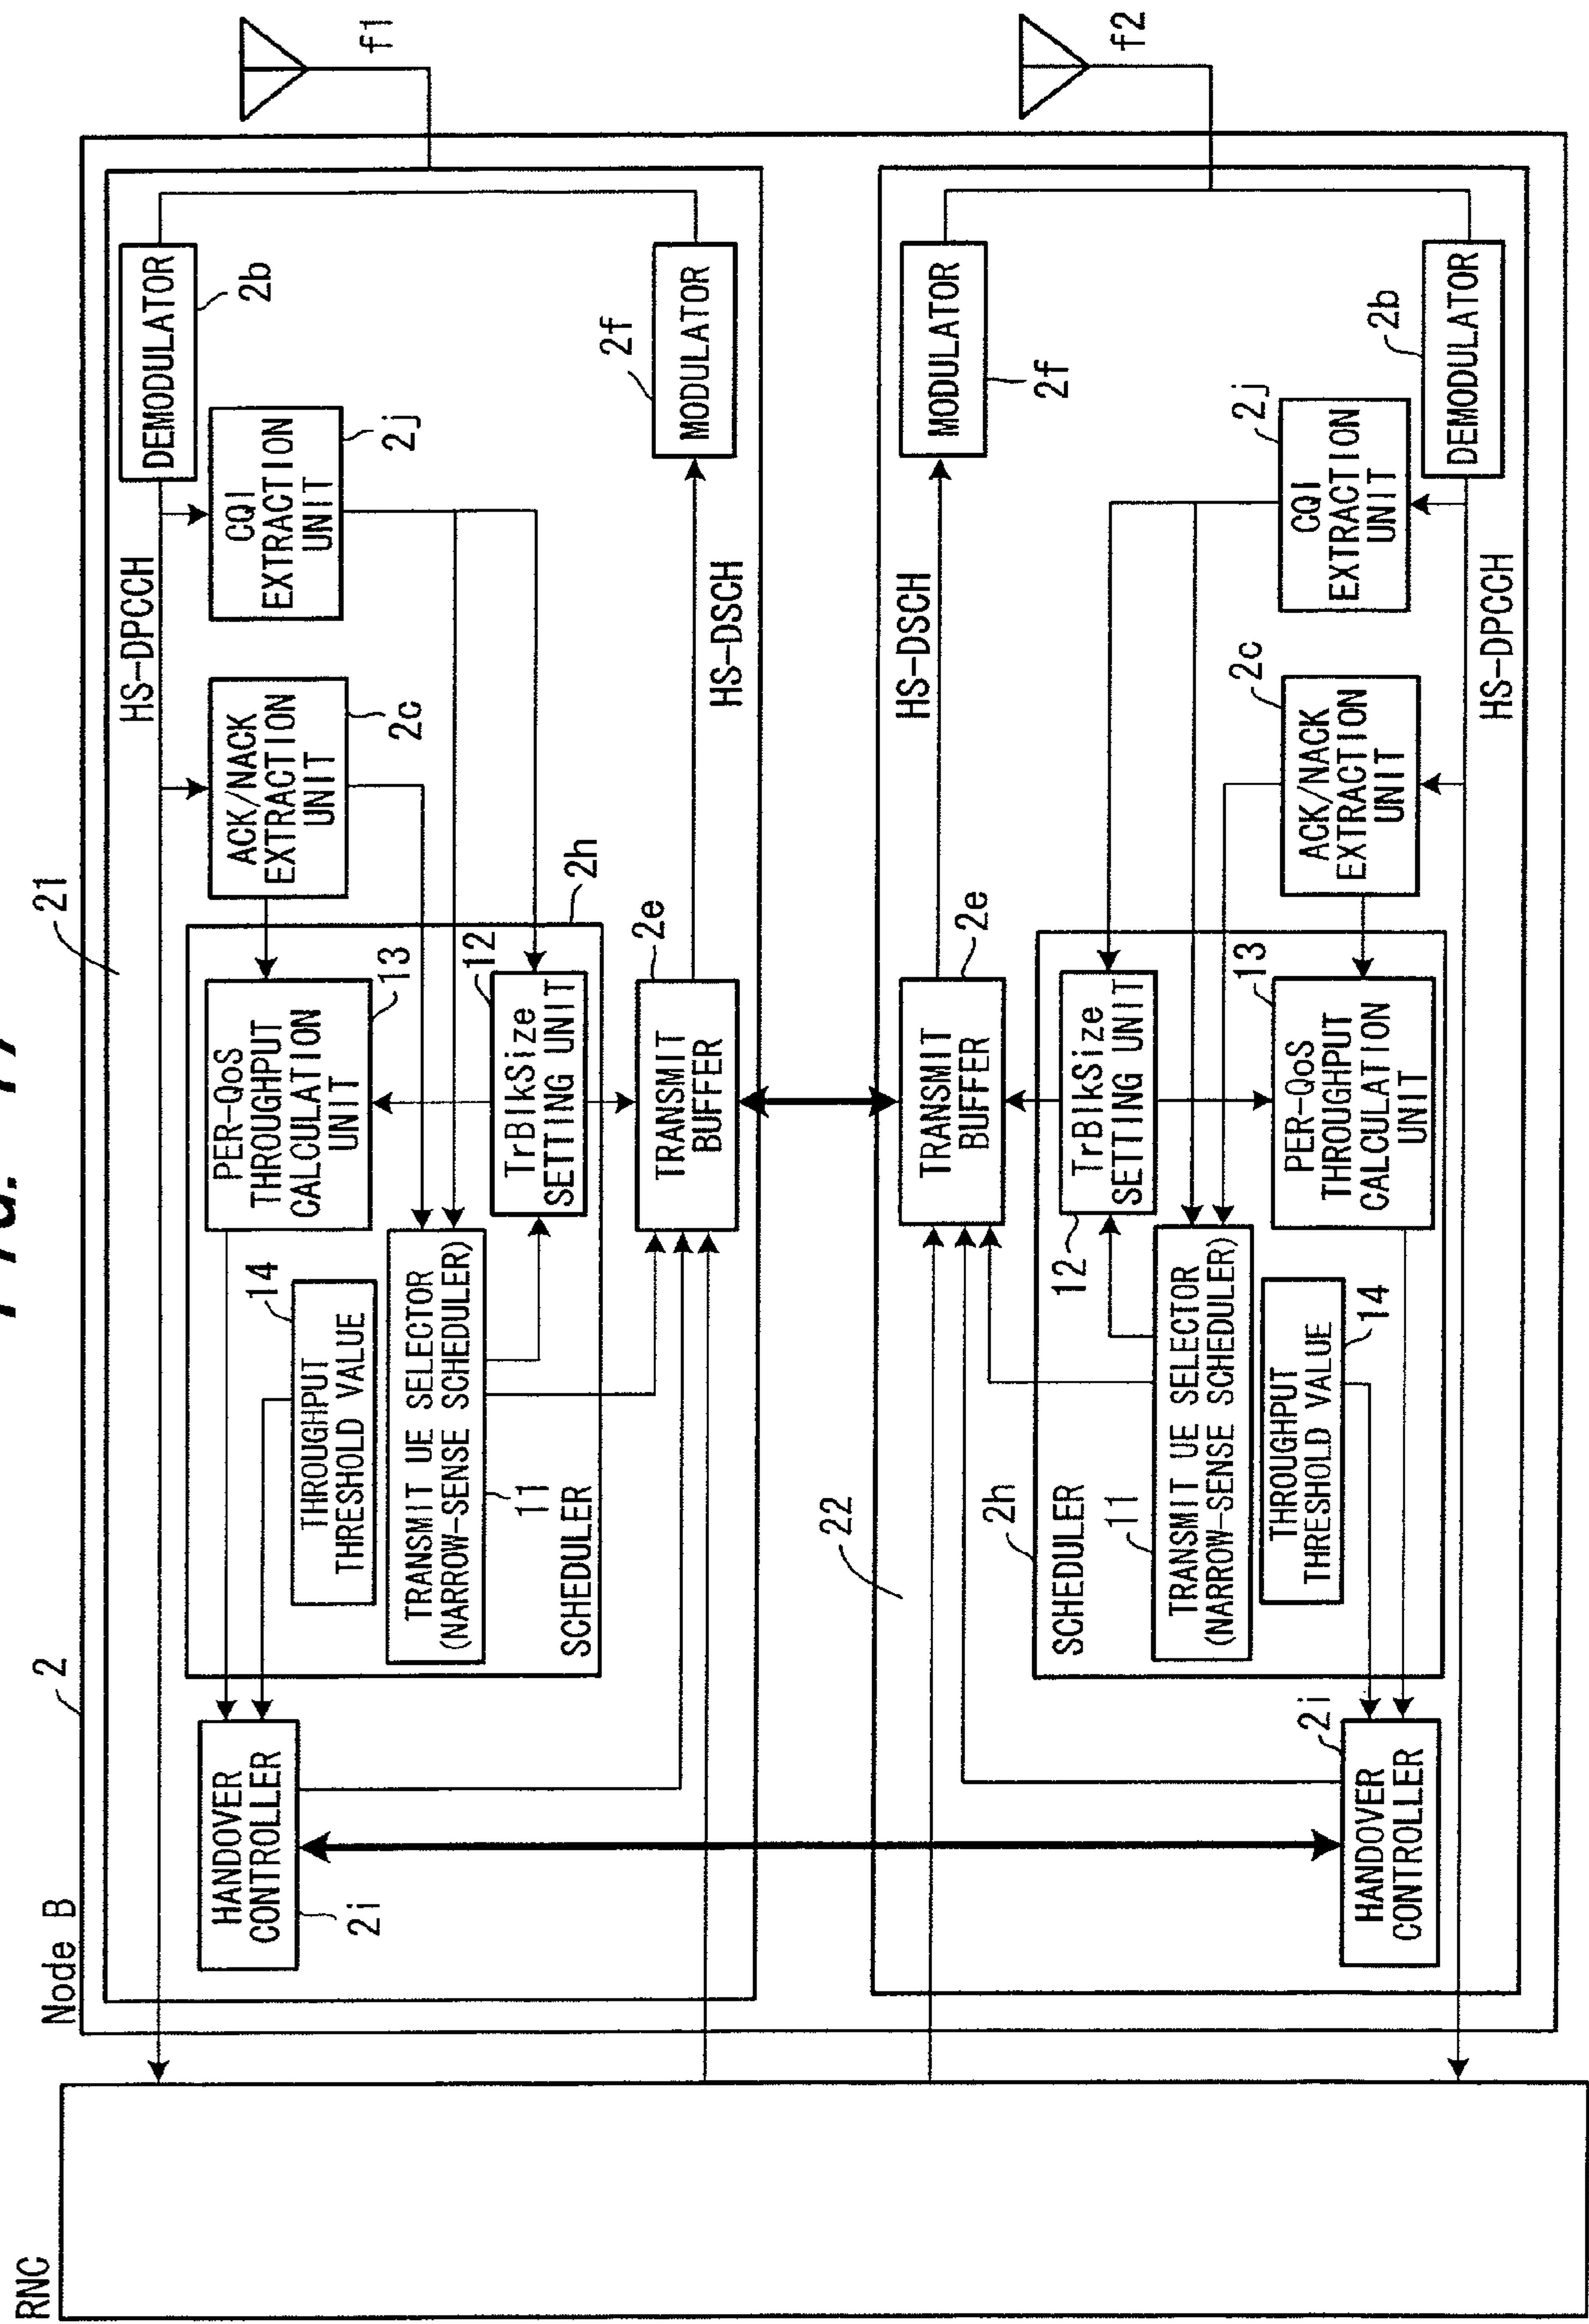 RNC
Node B
2
21
HANDOVER
CONTROLLER
2i
THROUGHPUT
THRESHOLD VALUE
14
TRANSMIT UE SELECTOR
(NARROW-SENSE SCHEDULER)
11
SCHEDULER
PER-QoS
THROUGHPUT
CALCULATION
UNIT
13
12
TrBlkSize
SETTING UNIT
2h
TRANSMIT
BUFFER
2e
HS-DPCCH
ACK/NACK
EXTRACTION
UNIT
2c
CQI
EXTRACTION
UNIT
2j
DEMODULATOR
2b
HS-DSCH
2f
MODULATOR
f1
22
TRANSMIT
BUFFER
2e
HS-DSCH
MODULATOR
2f
f2
SCHEDULER
2h
11
TRANSMIT UE SELECTOR
(NARROW-SENSE SCHEDULER)
12
TrBlkSize
SETTING UNIT
THROUGHPUT
THRESHOLD VALUE
14
13
PER-QoS
THROUGHPUT
CALCULATION
UNIT
2c
ACK/NACK
EXTRACTION
UNIT
2j
CQI
EXTRACTION
UNIT
2b
DEMODULATOR
HS-DPCCH
2i
HANDOVER
CONTROLLER